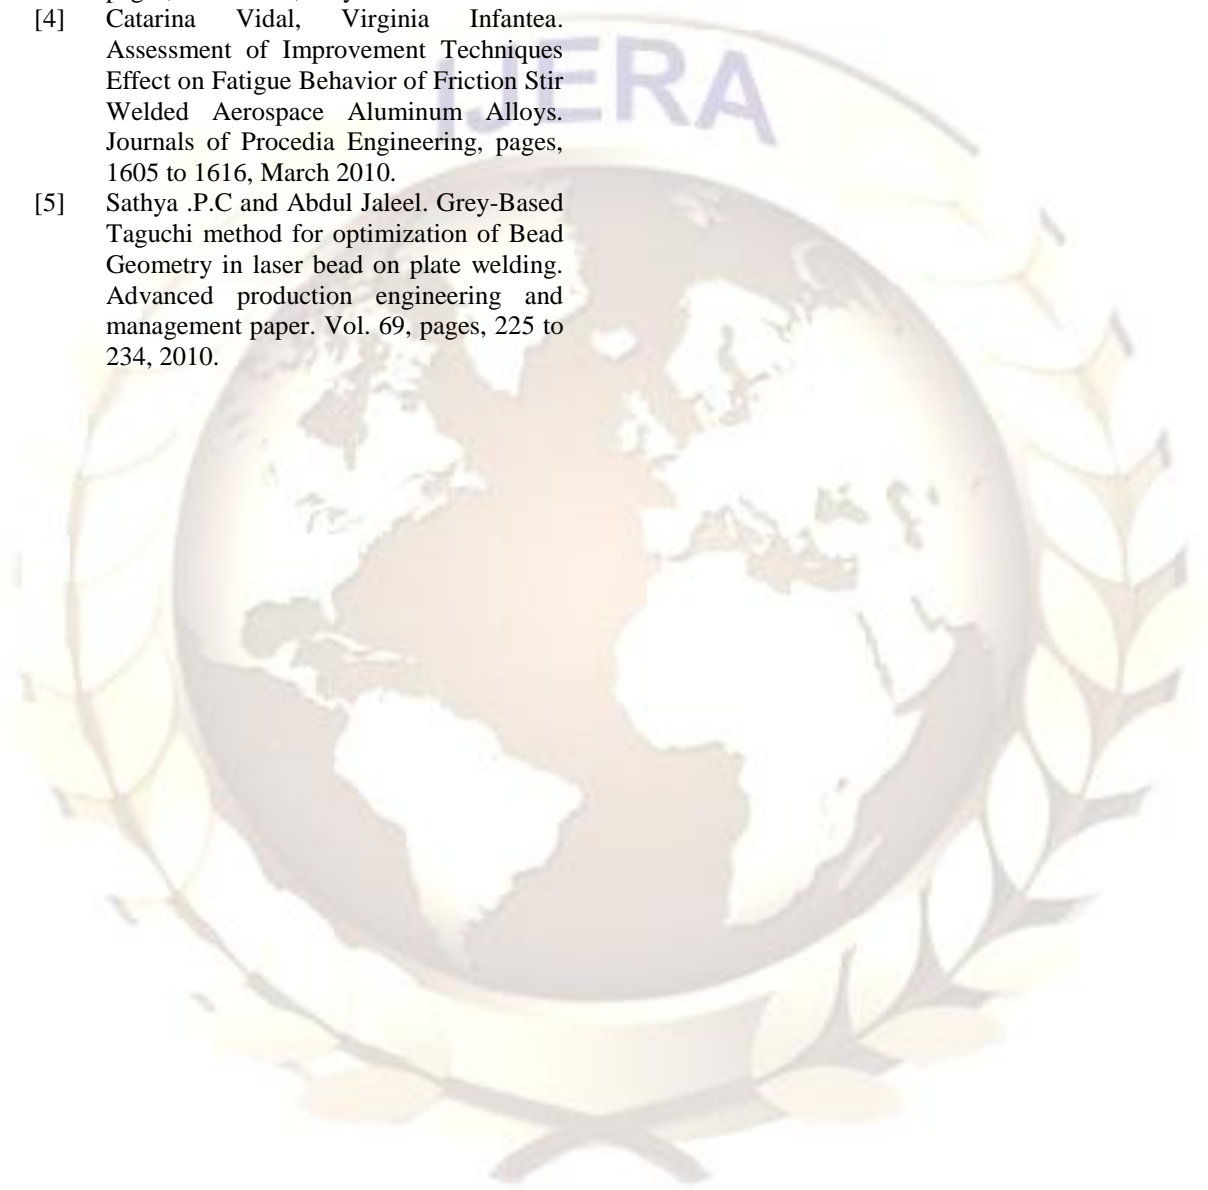 [4] Catarina Vidal, Virginia Infantea.
Assessment of Improvement Techniques
Effect on Fatigue Behavior of Friction Stir
Welded Aerospace Aluminum Alloys.
Journals of Procedia Engineering, pages,
1605 to 1616, March 2010.
[5] Sathya .P.C and Abdul Jaleel. Grey-Based
Taguchi method for optimization of Bead
Geometry in laser bead on plate welding.
Advanced production engineering and
management paper. Vol. 69, pages, 225 to
234, 2010.
IJERA